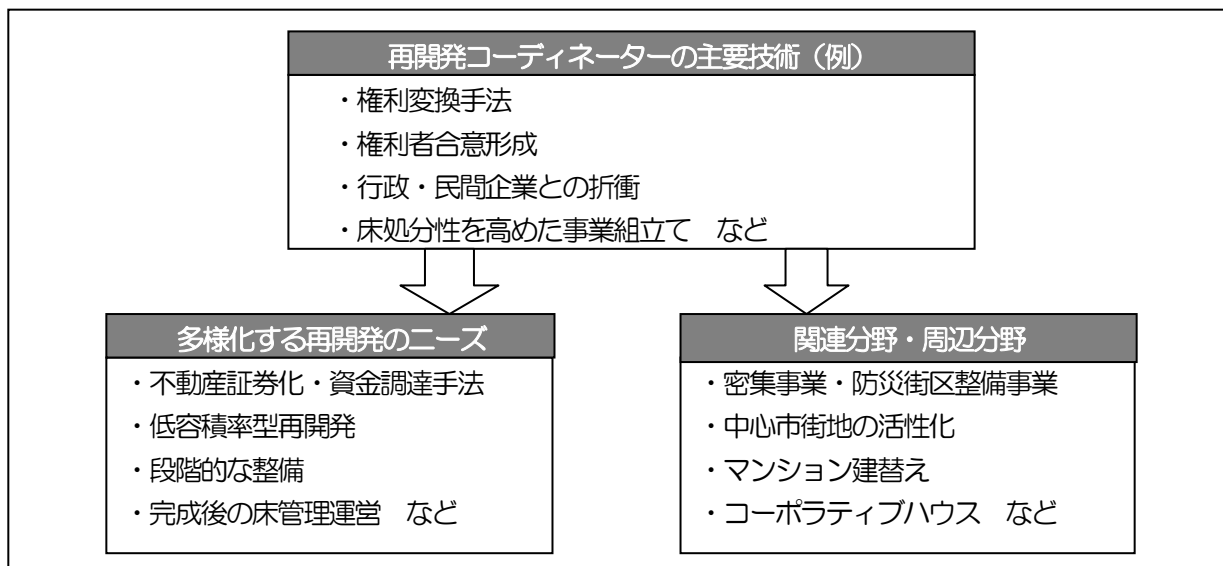 再開発コーディネーターの主要技術（例）
・権利変換手法
・権利者合意形成
・行政・民間企業との折衝
・床処分性を高めた事業組立て　など
多様化する再開発のニーズ
・不動産証券化・資金調達手法
・低容積率型再開発
・段階的な整備
・完成後の床管理運営　など
関連分野・周辺分野
・密集事業・防災街区整備事業
・中心市街地の活性化
・マンション建替え
・コーポラティブハウス　など